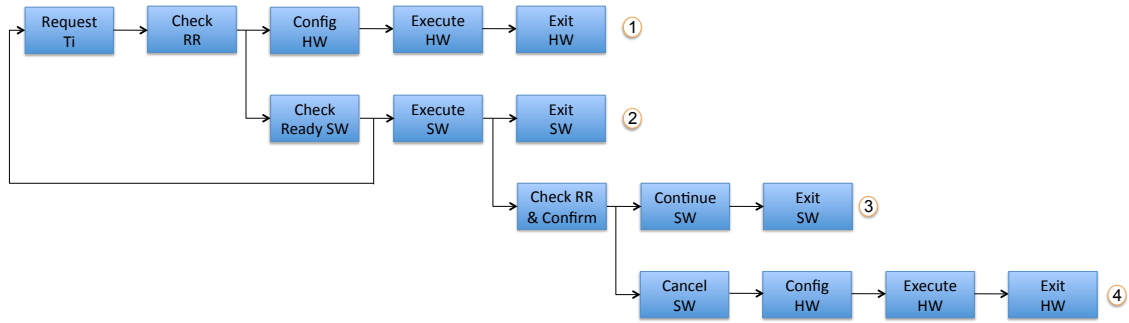 Request
Ti
Check
RR
Config
HW
Execute
HW
Exit
HW
1
Check
Ready SW
Execute
SW
Exit
SW
2
Check RR
& Confirm
Continue
SW
Exit
SW
3
Cancel
SW
Config
HW
Execute
HW
Exit
HW
4